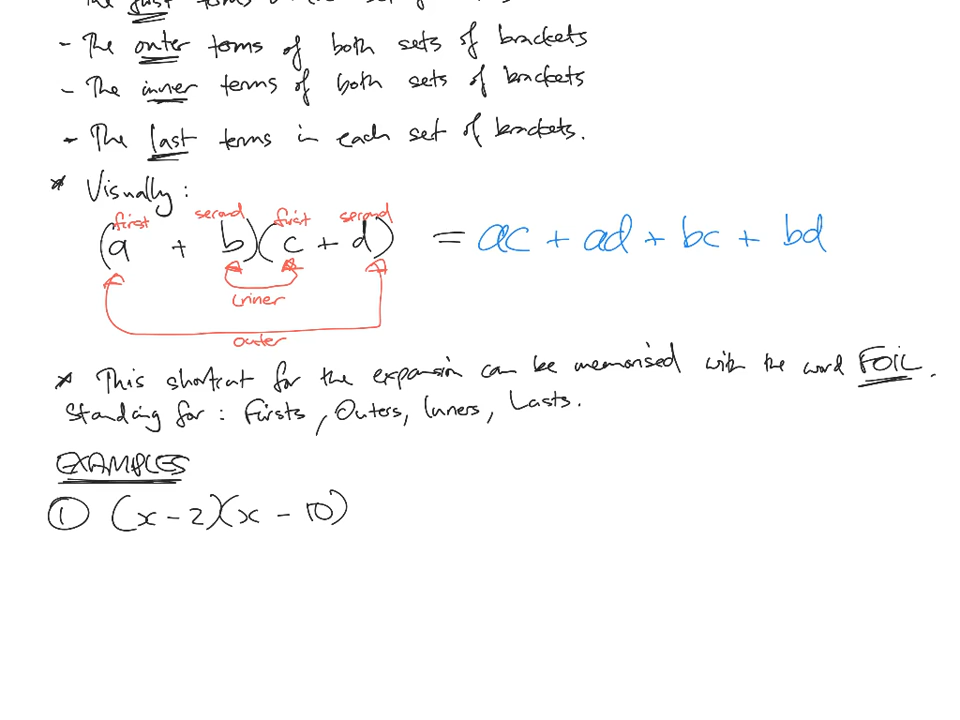 The first terms
- The outer terms of both sets of brackets
- The inner terms of both sets of brackets
- The last terms in each set of brackets.
* Visually:
first second first second
(a + b)(c + d) = ac + ad + bc + bd
inner
outer
* This shortcut for the expansion can be memorised with the word FOIL.
Standing for: Firsts, Outers, Inners, Lasts.
EXAMPLES
① (x - 2)(x - 10)